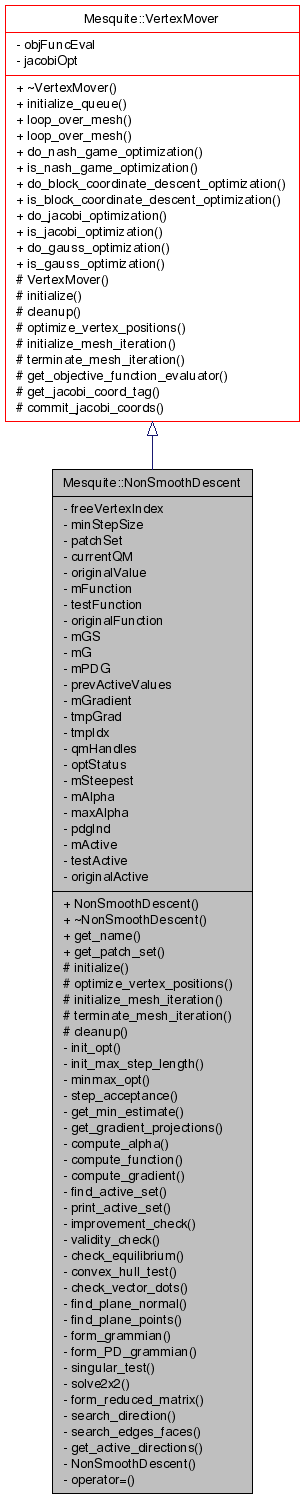 Mesquite::VertexMover
- objFuncEval
- jacobiOpt
+ ~VertexMover()
+ initialize_queue()
+ loop_over_mesh()
+ loop_over_mesh()
+ do_nash_game_optimization()
+ is_nash_game_optimization()
+ do_block_coordinate_descent_optimization()
+ is_block_coordinate_descent_optimization()
+ do_jacobi_optimization()
+ is_jacobi_optimization()
+ do_gauss_optimization()
+ is_gauss_optimization()
# VertexMover()
# initialize()
# cleanup()
# optimize_vertex_positions()
# initialize_mesh_iteration()
# terminate_mesh_iteration()
# get_objective_function_evaluator()
# get_jacobi_coord_tag()
# commit_jacobi_coords()
Mesquite::NonSmoothDescent
- freeVertexIndex
- minStepSize
- patchSet
- currentQM
- originalValue
- mFunction
- testFunction
- originalFunction
- mGS
- mG
- mPDG
- prevActiveValues
- mGradient
- tmpGrad
- tmpIdx
- qmHandles
- optStatus
- mSteepest
- mAlpha
- maxAlpha
- pdgInd
- mActive
- testActive
- originalActive
+ NonSmoothDescent()
+ ~NonSmoothDescent()
+ get_name()
+ get_patch_set()
# initialize()
# optimize_vertex_positions()
# initialize_mesh_iteration()
# terminate_mesh_iteration()
# cleanup()
- init_opt()
- init_max_step_length()
- minmax_opt()
- step_acceptance()
- get_min_estimate()
- get_gradient_projections()
- compute_alpha()
- compute_function()
- compute_gradient()
- find_active_set()
- print_active_set()
- improvement_check()
- validity_check()
- check_equilibrium()
- convex_hull_test()
- check_vector_dots()
- find_plane_normal()
- find_plane_points()
- form_grammian()
- form_PD_grammian()
- singular_test()
- solve2x2()
- form_reduced_matrix()
- search_direction()
- search_edges_faces()
- get_active_directions()
- NonSmoothDescent()
- operator=()